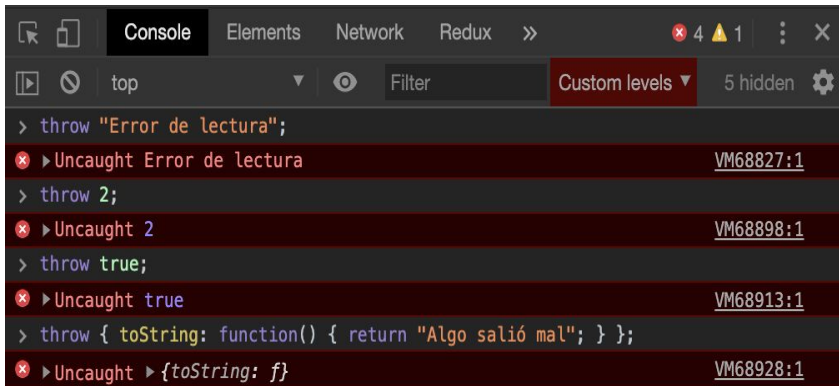 Console Elements Network Redux » 4 1
top Filter Custom levels 5 hidden
> throw "Error de lectura";
Uncaught Error de lectura VM68827:1
> throw 2;
Uncaught 2 VM68898:1
> throw true;
Uncaught true VM68913:1
> throw { toString: function() { return "Algo salió mal"; } };
Uncaught {toString: ƒ} VM68928:1